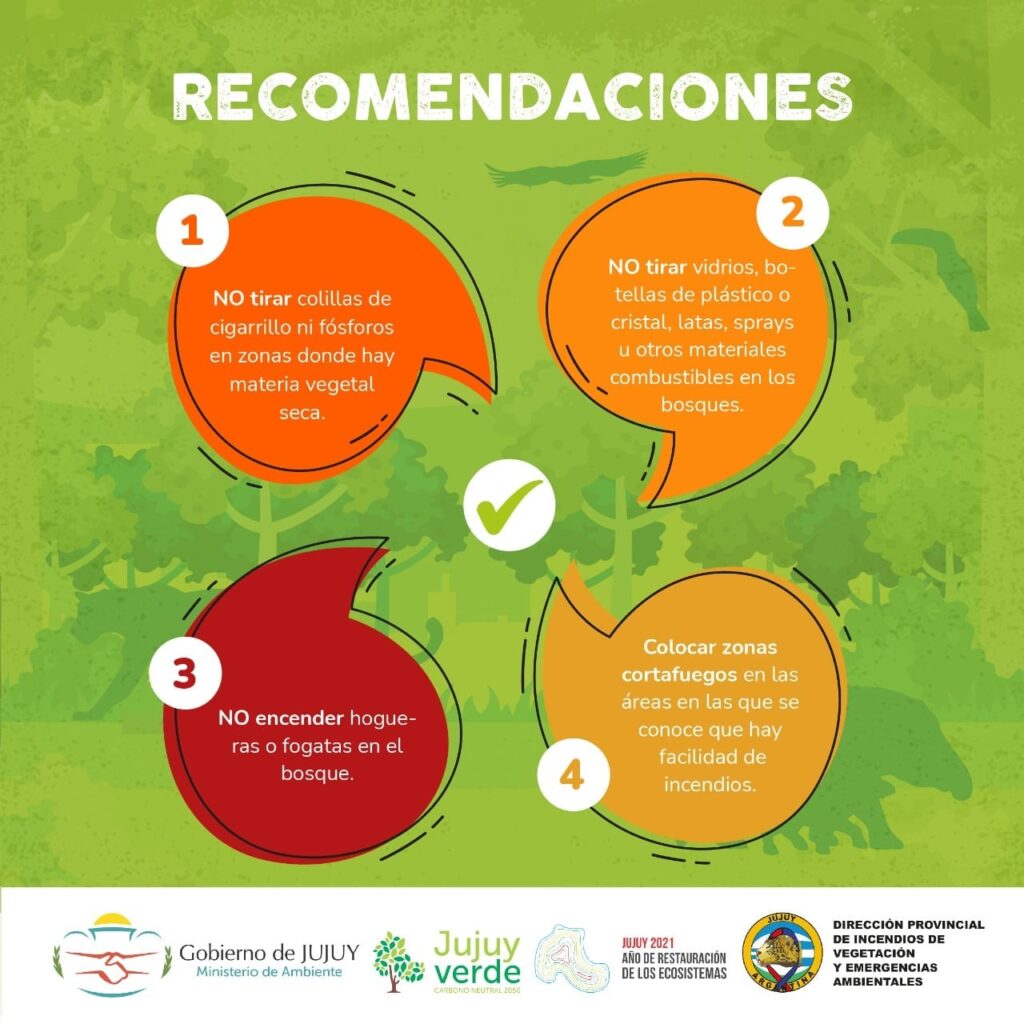 RECOMENDACIONES
1
NO tirar colillas de
cigarrillo ni fósforos
en zonas donde hay
materia vegetal
seca.
2
NO tirar vidrios, bo-
tellas de plástico o
cristal, latas, sprays
u otros materiales
combustibles en los
bosques.
3
NO encender hogue-
ras o fogatas en el
bosque.
4
Colocar zonas
cortafuegos en las
áreas en las que se
conoce que hay
facilidad de
incendios.
Gobierno de JUJUY
Ministerio de Ambiente
Jujuy
verde
CARBONO NEUTRAL 2050
JUJUY 2021
AÑO DE RESTAURACIÓN
DE LOS ECOSISTEMAS
JUJUY
ARGENTINA
DIRECCIÓN PROVINCIAL
DE INCENDIOS DE
VEGETACIÓN
Y EMERGENCIAS
AMBIENTALES